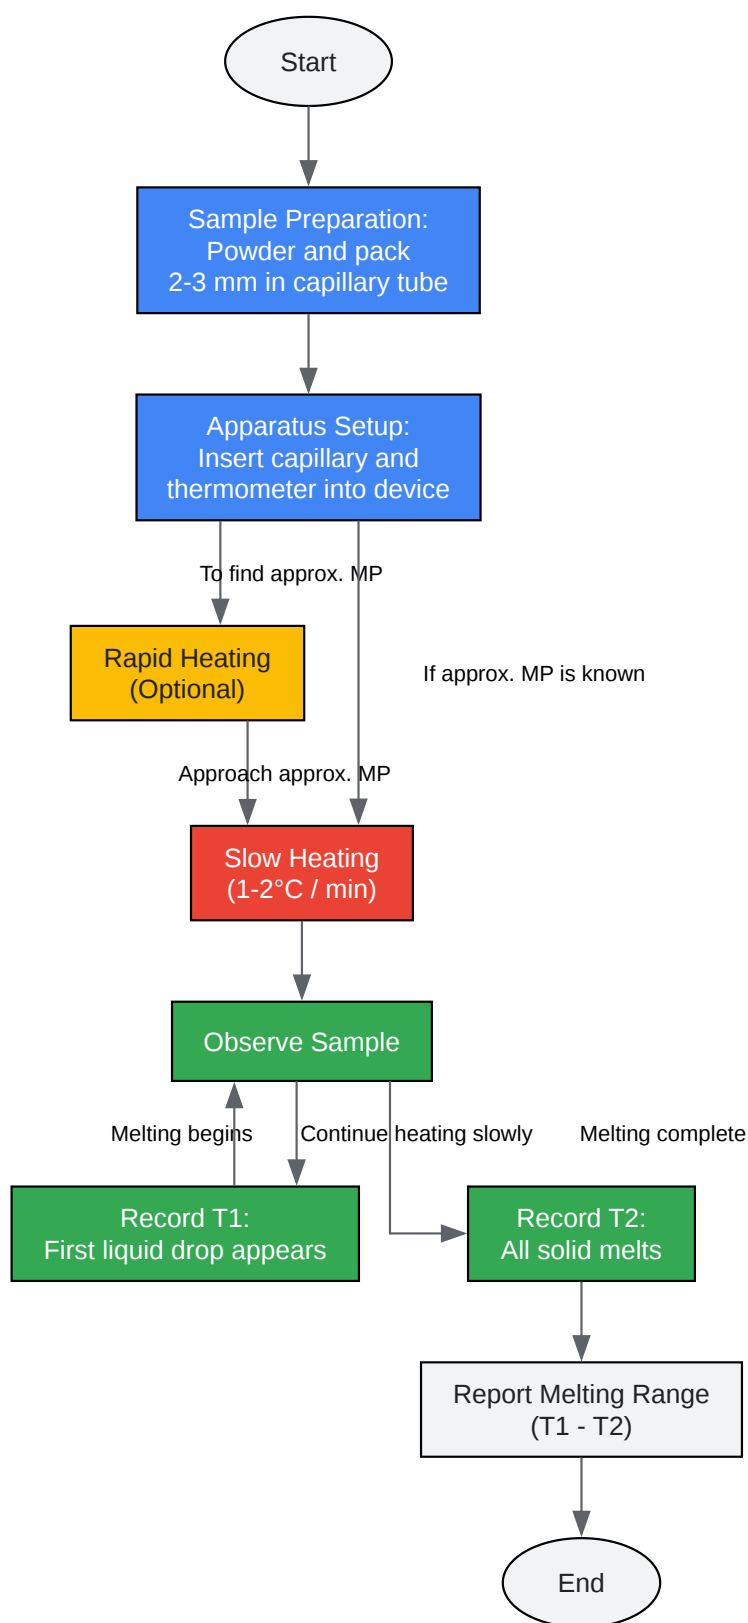 Start
Sample Preparation:
Powder and pack
2-3 mm in capillary tube
Apparatus Setup:
Insert capillary and
thermometer into device
To find approx. MP
Rapid Heating
(Optional)
If approx. MP is known
Approach approx. MP
Slow Heating
(1-2°C / min)
Observe Sample
Melting begins
Continue heating slowly
Melting complete
Record T1:
First liquid drop appears
Record T2:
All solid melts
Report Melting Range
(T1 - T2)
End